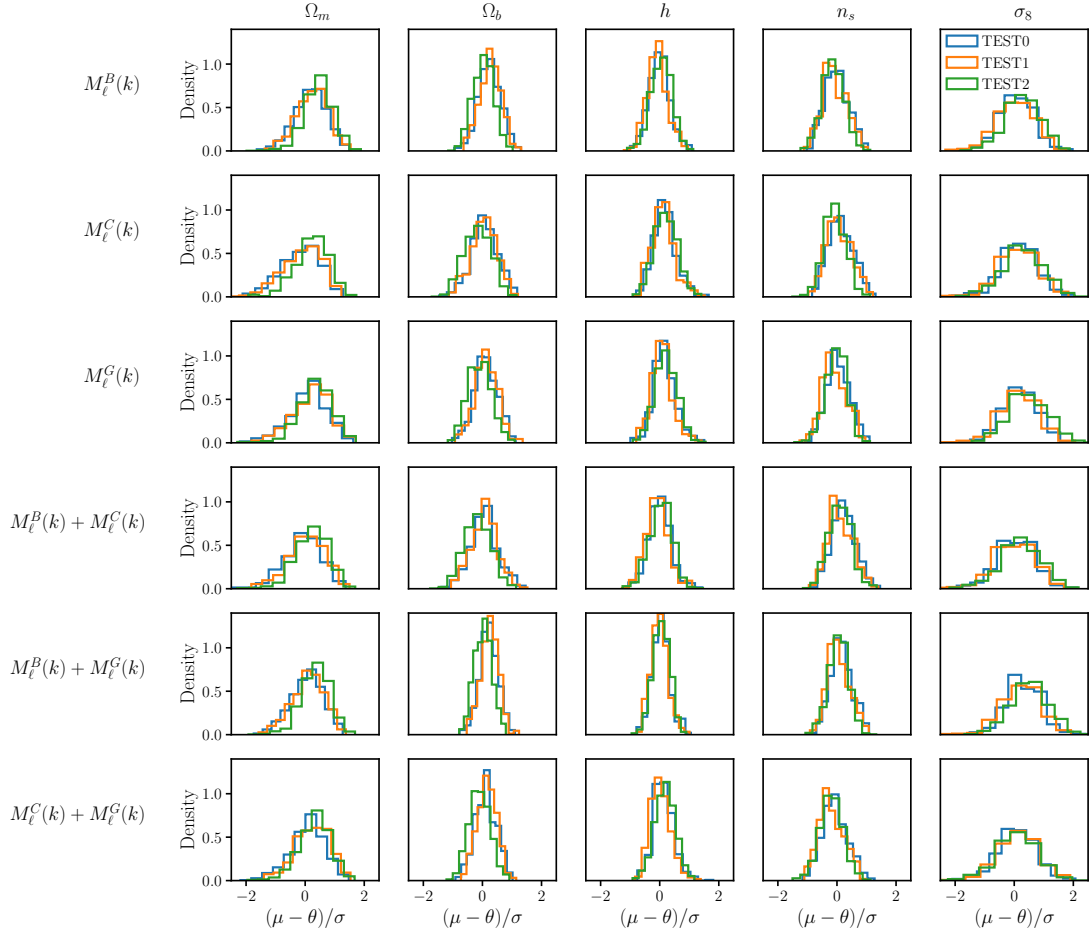 Ω_m Ω_b h n_s σ_8
M_ℓ^B(k) Density 1.0 0.5 0.0
TEST0
TEST1
TEST2
M_ℓ^C(k) Density 1.0 0.5 0.0
M_ℓ^G(k) Density 1.0 0.5 0.0
M_ℓ^B(k) + M_ℓ^C(k) Density 1.0 0.5 0.0
M_ℓ^B(k) + M_ℓ^G(k) Density 1.0 0.5 0.0
M_ℓ^C(k) + M_ℓ^G(k) Density 1.0 0.5 0.0
−2 0 2 −2 0 2 −2 0 2 −2 0 2 −2 0 2
(μ − θ)/σ (μ − θ)/σ (μ − θ)/σ (μ − θ)/σ (μ − θ)/σ